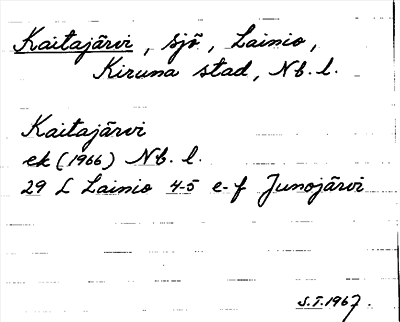 Kaitajärvi, sjö, Lainio,
Kiruna stad, Nb. l.
Kaitajärvi
ek (1966) Nb. l.
29 L Lainio 4-5 e-f Junojärvi
S.T. 1967.